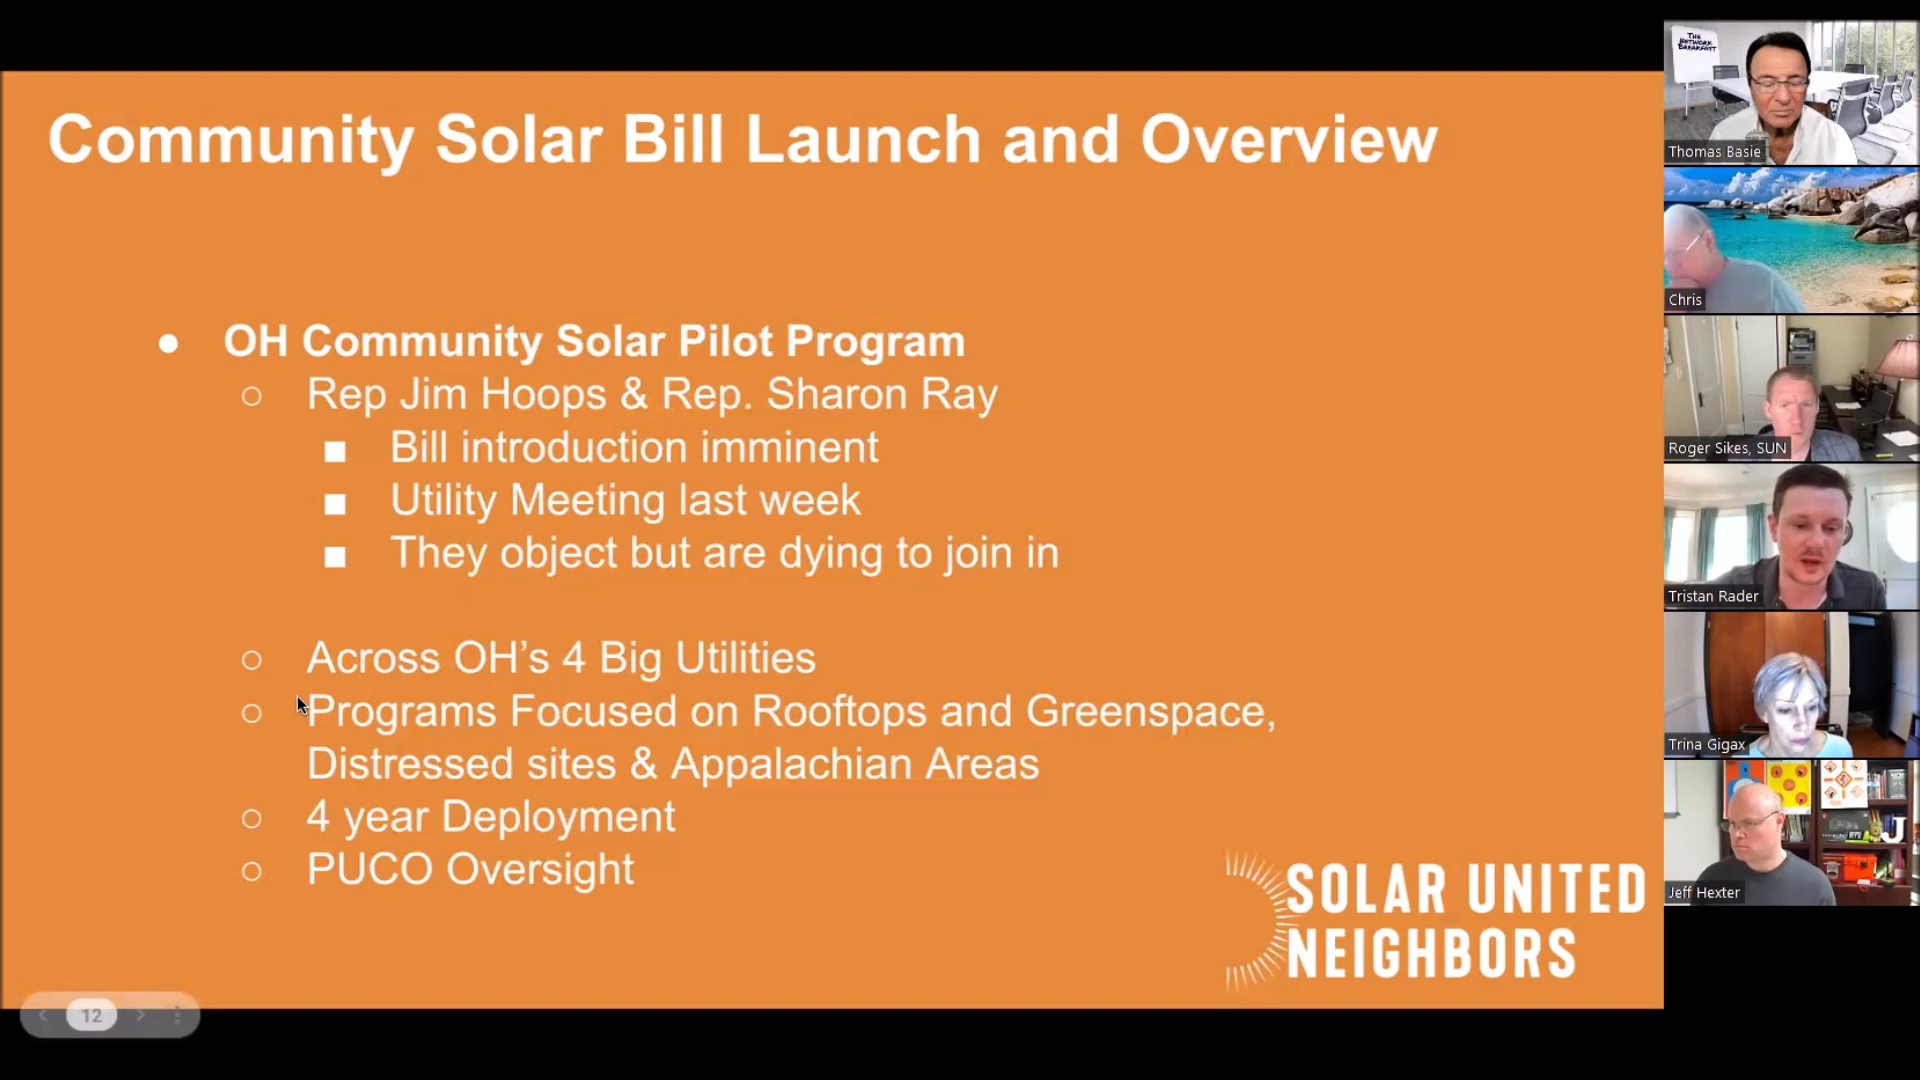 Community Solar Bill Launch and Overview
● OH Community Solar Pilot Program
○ Rep Jim Hoops & Rep. Sharon Ray
■ Bill introduction imminent
■ Utility Meeting last week
■ They object but are dying to join in
○ Across OH's 4 Big Utilities
○ Programs Focused on Rooftops and Greenspace,
Distressed sites & Appalachian Areas
○ 4 year Deployment
○ PUCO Oversight
SOLAR UNITED
NEIGHBORS
12
THE
NETWORK
BREAKFAST
Thomas Basie
Chris
Roger Sikes, SUN
Tristan Rader
Trina Gigax
J
Jeff Hexter